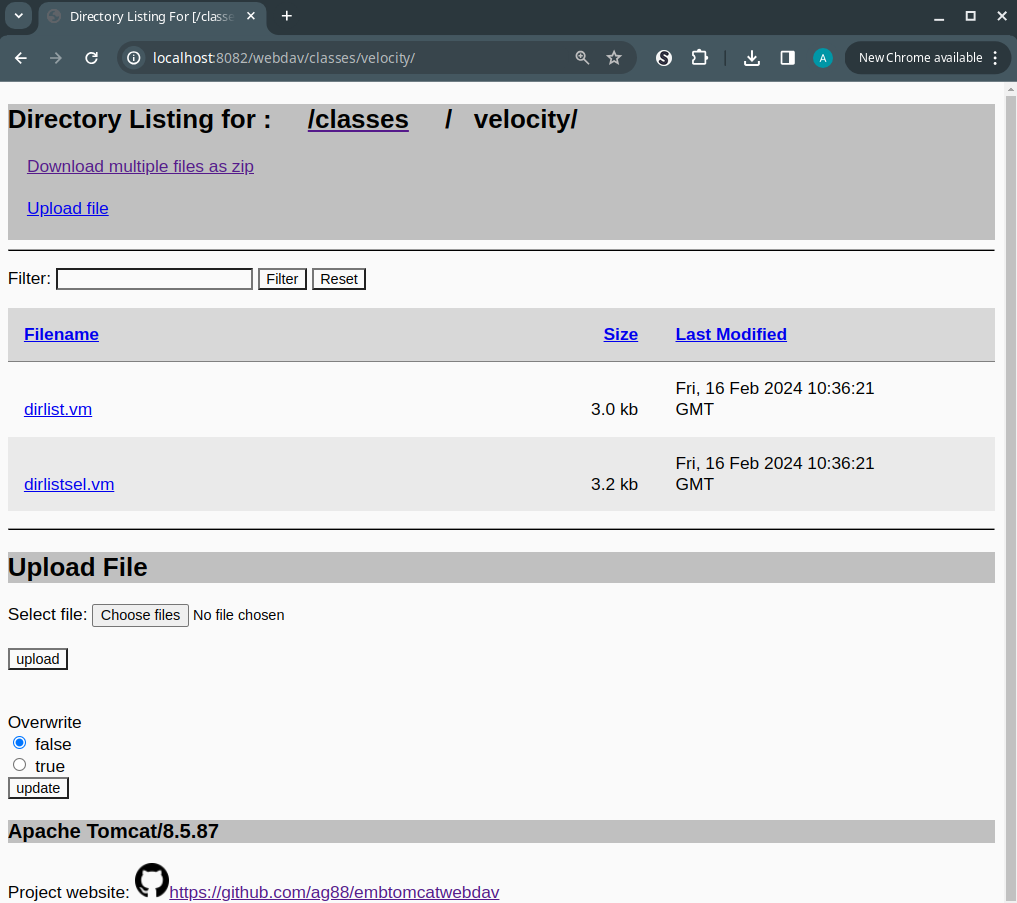 Directory Listing For [/classe
New Chrome available
localhost:8082/webdav/classes/velocity/
A
Directory Listing for : /classes / velocity/
Download multiple files as zip
Upload file
Filter: Filter Reset
Filename Size Last Modified
dirlist.vm 3.0 kb Fri, 16 Feb 2024 10:36:21
GMT
dirlistsel.vm 3.2 kb Fri, 16 Feb 2024 10:36:21
GMT
Upload File
Select file: Choose files No file chosen
upload
Overwrite
false
true
update
Apache Tomcat/8.5.87
Project website: https://github.com/ag88/embtomcatwebdav